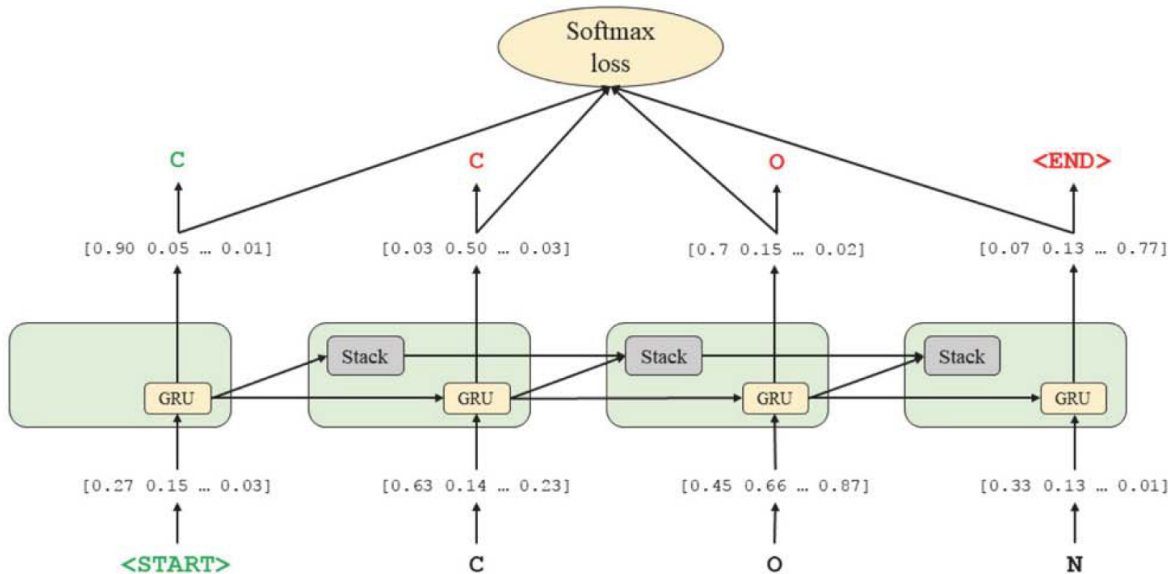 Softmax
loss
C C O <END>
[0.90 0.05 … 0.01] [0.03 0.50 … 0.03] [0.7 0.15 … 0.02] [0.07 0.13 … 0.77]
Stack Stack Stack
GRU GRU GRU GRU
[0.27 0.15 … 0.03] [0.63 0.14 … 0.23] [0.45 0.66 … 0.87] [0.33 0.13 … 0.01]
<START> C O N